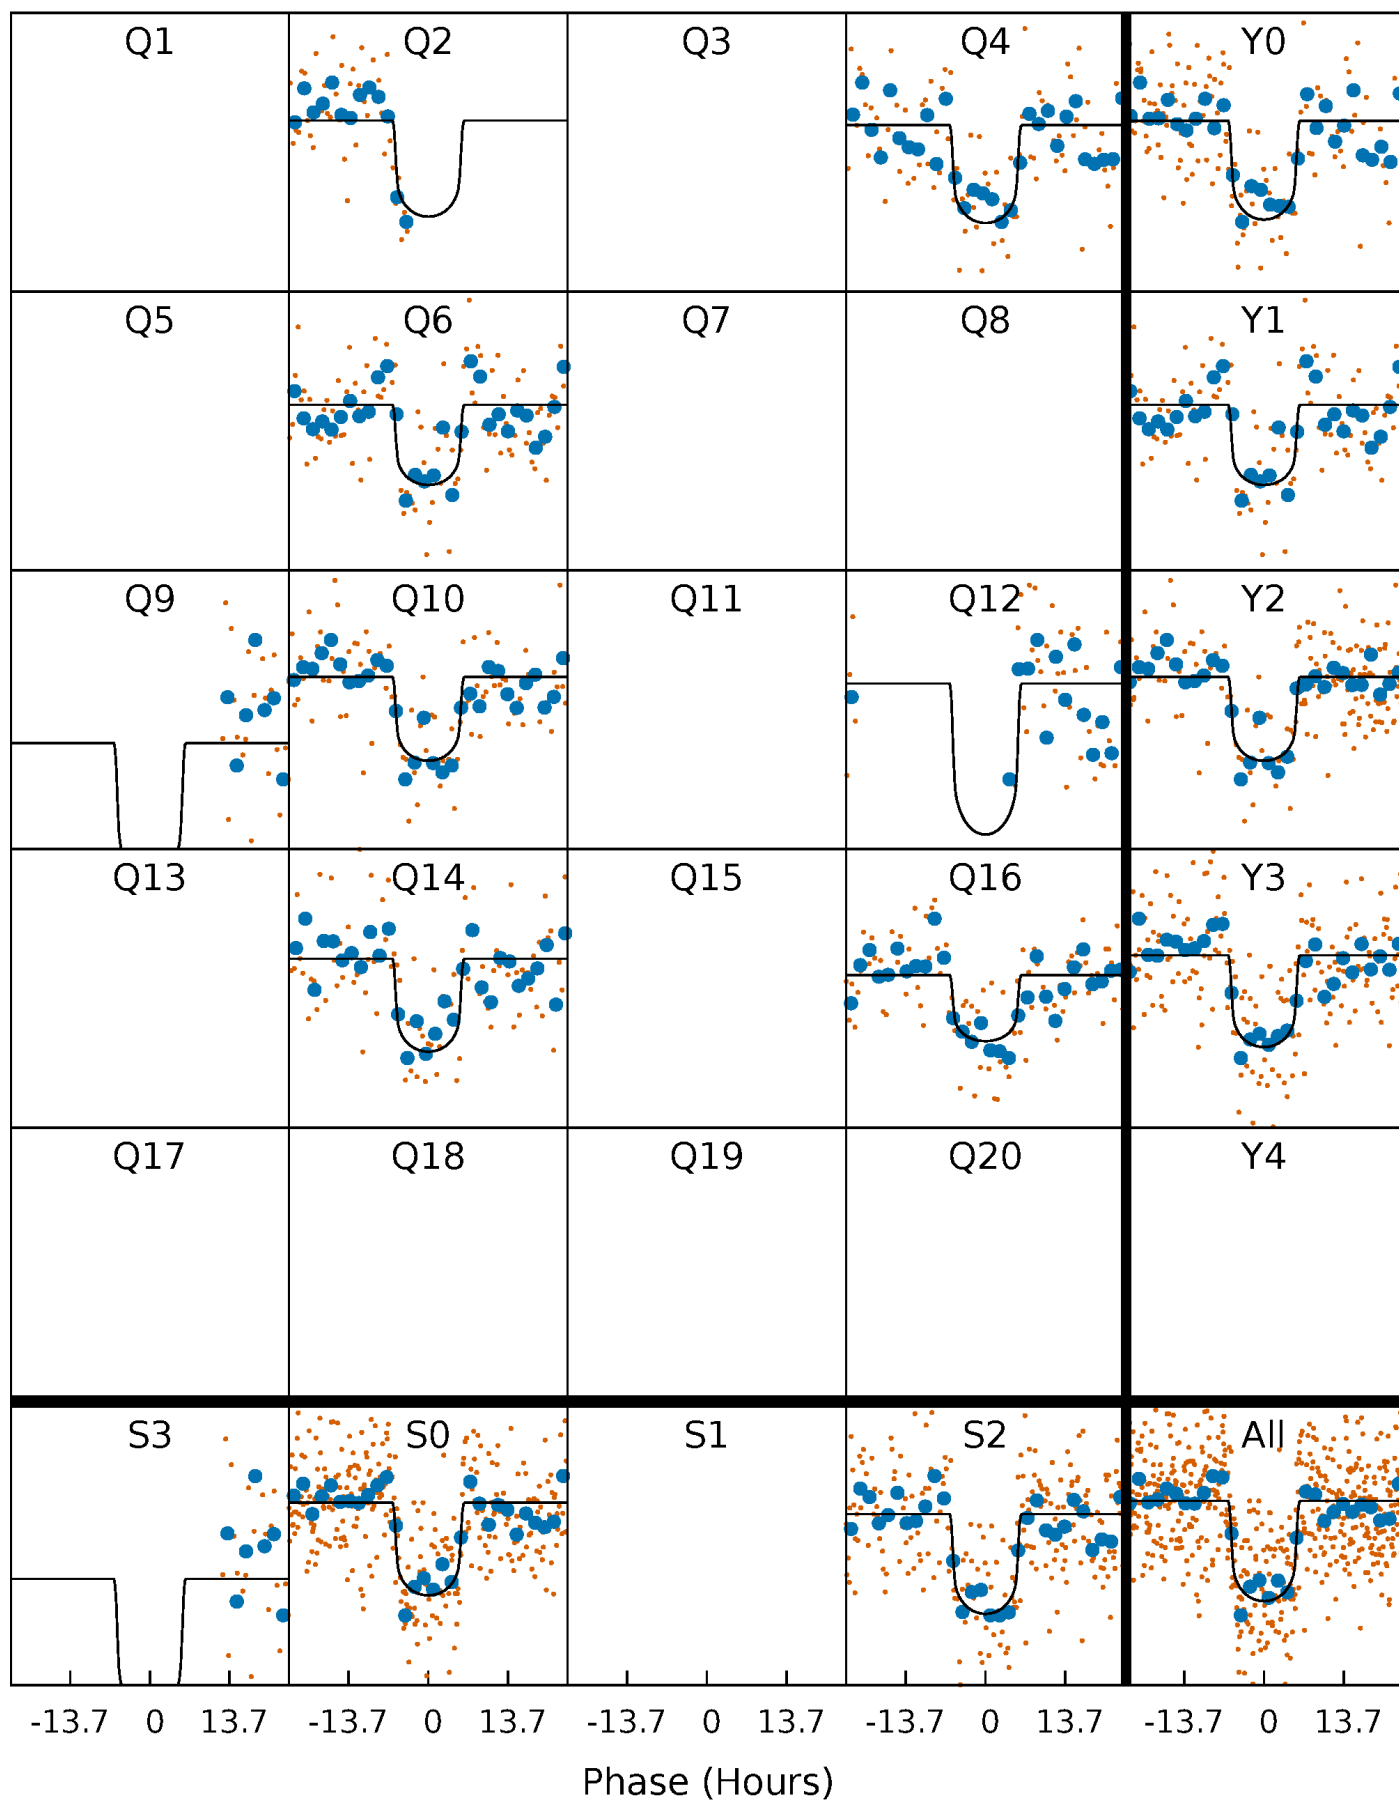 Q1 Q2 Q3 Q4 Y0
Q5 Q6 Q7 Q8 Y1
Q9 Q10 Q11 Q12 Y2
Q13 Q14 Q15 Q16 Y3
Q17 Q18 Q19 Q20 Y4
S3 S0 S1 S2 All
-13.7 0 13.7 -13.7 0 13.7 -13.7 0 13.7 -13.7 0 13.7 -13.7 0 13.7
Phase (Hours)